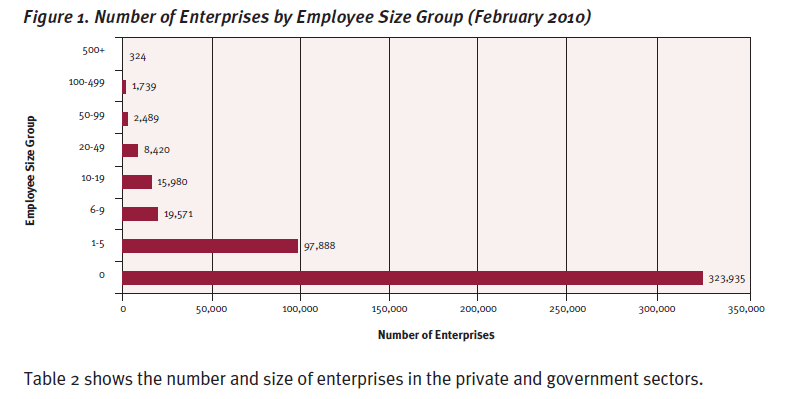 Figure 1. Number of Enterprises by Employee Size Group (February 2010)
Employee Size Group
500+ 324
100-499 1,739
50-99 2,489
20-49 8,420
10-19 15,980
6-9 19,571
1-5 97,888
0 323,935
0 50,000 100,000 150,000 200,000 250,000 300,000 350,000
Number of Enterprises
Table 2 shows the number and size of enterprises in the private and government sectors.